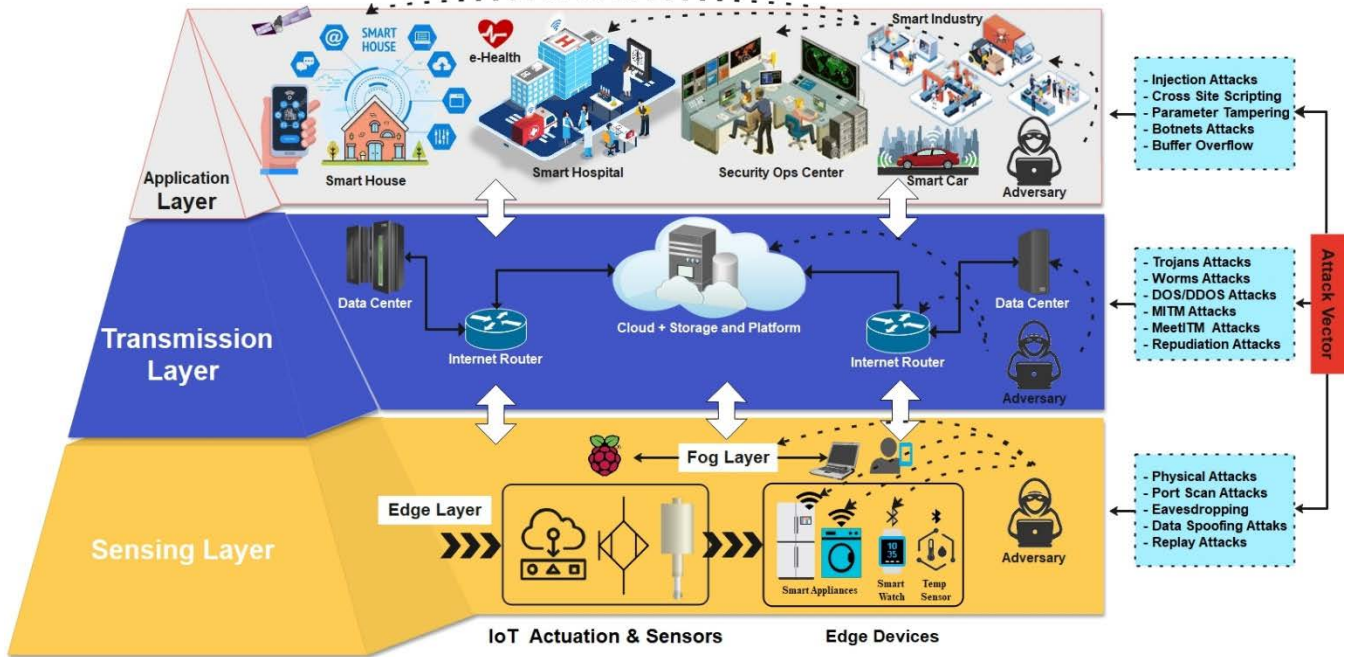 SMART
HOUSE
e-Health
Smart Industry
Smart House
Smart Hospital
Security Ops Center
Smart Car
Adversary
Application
Layer
- Injection Attacks
- Cross Site Scripting
- Parameter Tampering
- Botnets Attacks
- Buffer Overflow
Data Center
Internet Router
Cloud + Storage and Platform
Internet Router
Data Center
Adversary
Transmission
Layer
- Trojans Attacks
- Worms Attacks
- DOS/DDOS Attacks
- MITM Attacks
- MeetITM Attacks
- Repudiation Attacks
Attack Vector
Fog Layer
Edge Layer
Sensing Layer
10
35
Smart Appliances
Smart
Watch
Temp
Sensor
Adversary
- Physical Attacks
- Port Scan Attacks
- Eavesdropping
- Data Spoofing Attaks
- Replay Attacks
IoT Actuation & Sensors
Edge Devices